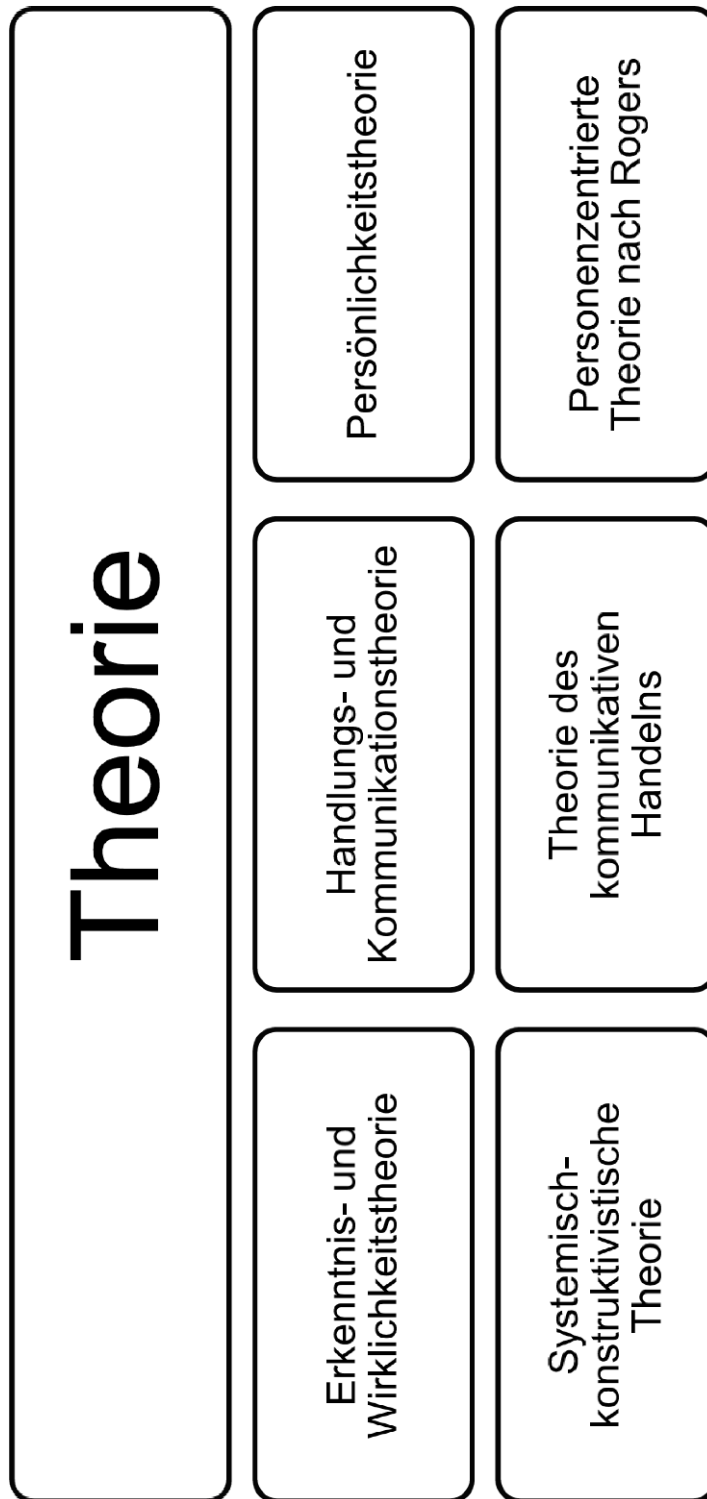 Theorie
Erkenntnis- und
Wirklichkeitstheorie
Handlungs- und
Kommunikationstheorie
Persönlichkeitstheorie
Systemisch-
konstruktivistische
Theorie
Theorie des
kommunikativen
Handelns
Personenzentrierte
Theorie nach Rogers